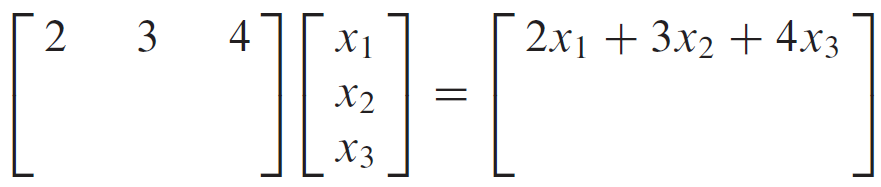 2 3 4 x₁ = 2x₁ + 3x₂ + 4x₃
x₂
x₃